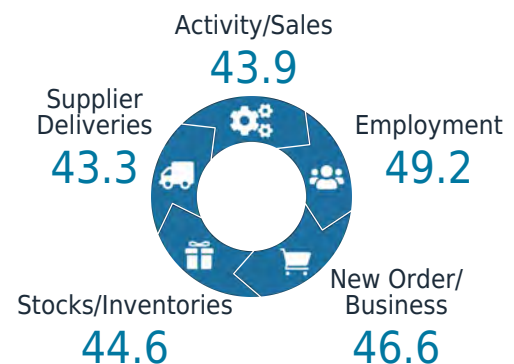 Activity/Sales
43.9
Supplier
Deliveries
43.3
Employment
49.2
Stocks/Inventories
44.6
New Order/
Business
46.6